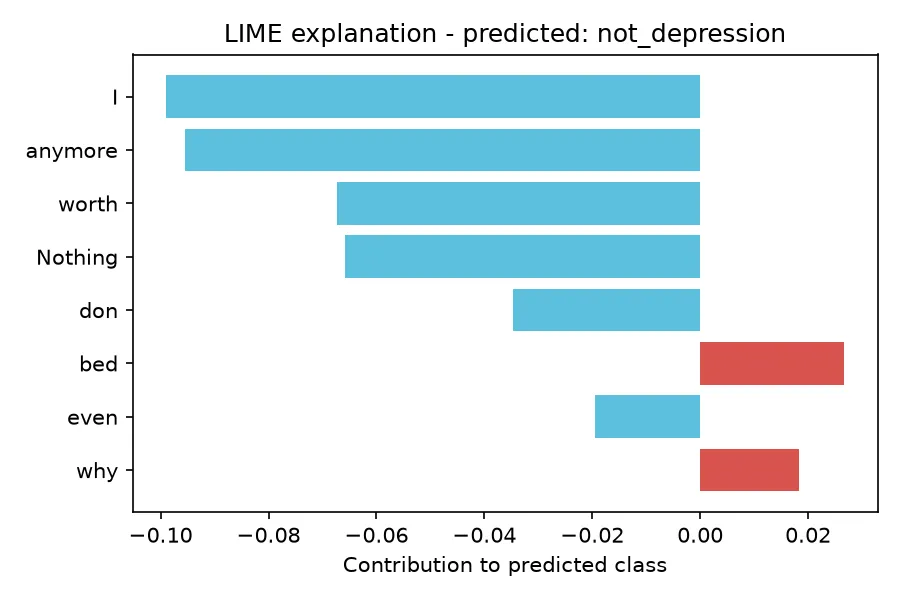 LIME explanation - predicted: not_depression
I
anymore
worth
Nothing
don
bed
even
why
−0.10 −0.08 −0.06 −0.04 −0.02 0.00 0.02
Contribution to predicted class